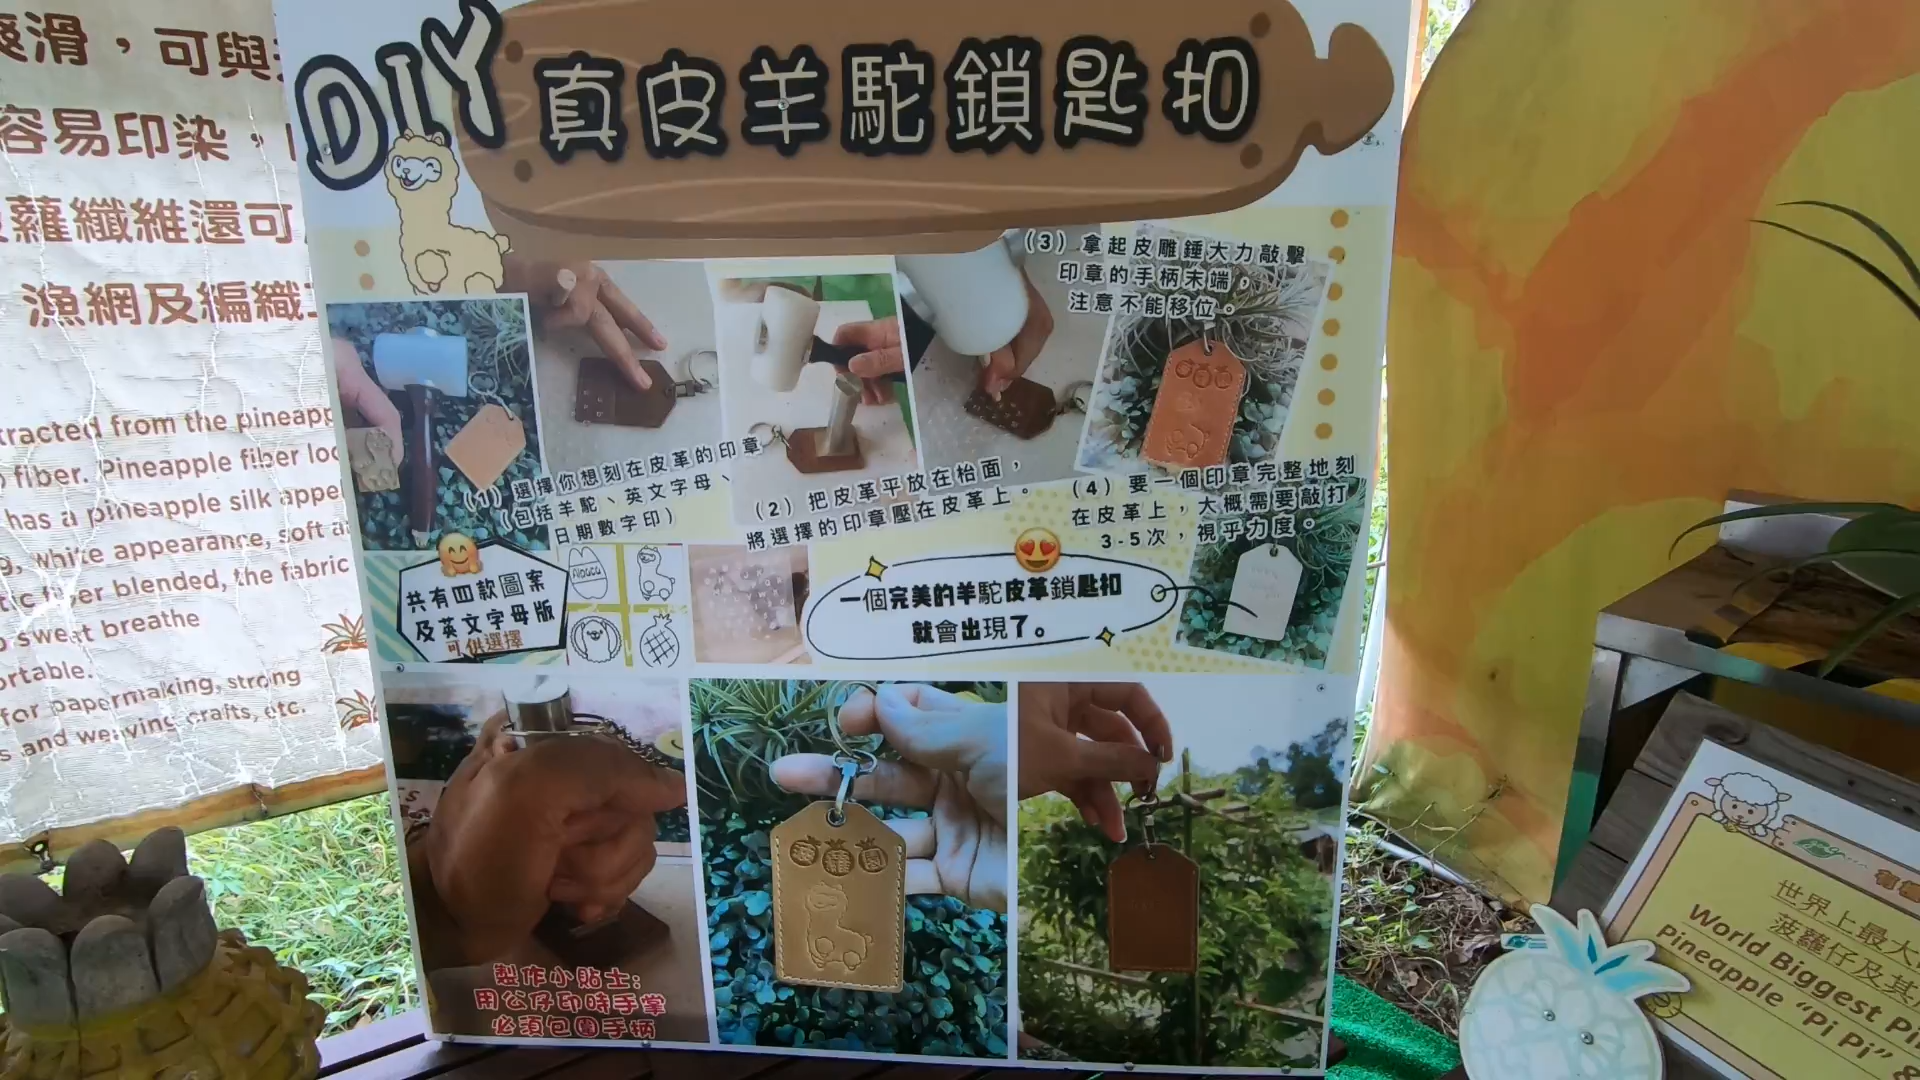 DIY 真皮羊駝鎖匙扣
(1) 選擇你想刻在皮革的印章
(包括羊駝、英文字母、
日期數字印)
(2) 把皮革平放在枱面，
將選擇的印章壓在皮革上。
(3) 拿起皮雕錘大力敲擊
印章的手柄末端，
注意不能移位。
(4) 要一個印章完整地刻
在皮革上，大概需要敲打
3-5次，視乎力度。
共有四款圖案
及英文字母版
可供選擇
Alpaca
一個完美的羊駝皮革鎖匙扣
就會出現了。
菠蘿園
製作小貼士:
用公仔印時手掌
必須包圍手柄
滑，可與
容易印染，
蘿纖維還可
漁網及編織
from the pineapp
fiber. Pineapple fiber
has a pineapple silk
white appearance, soft
fiber blended, the fabric
sweat breathe
for papermaking, strong
and weaving crafts, etc.
世界上最大
菠蘿仔及其
World Biggest
Pineapple "Pi Pi" &